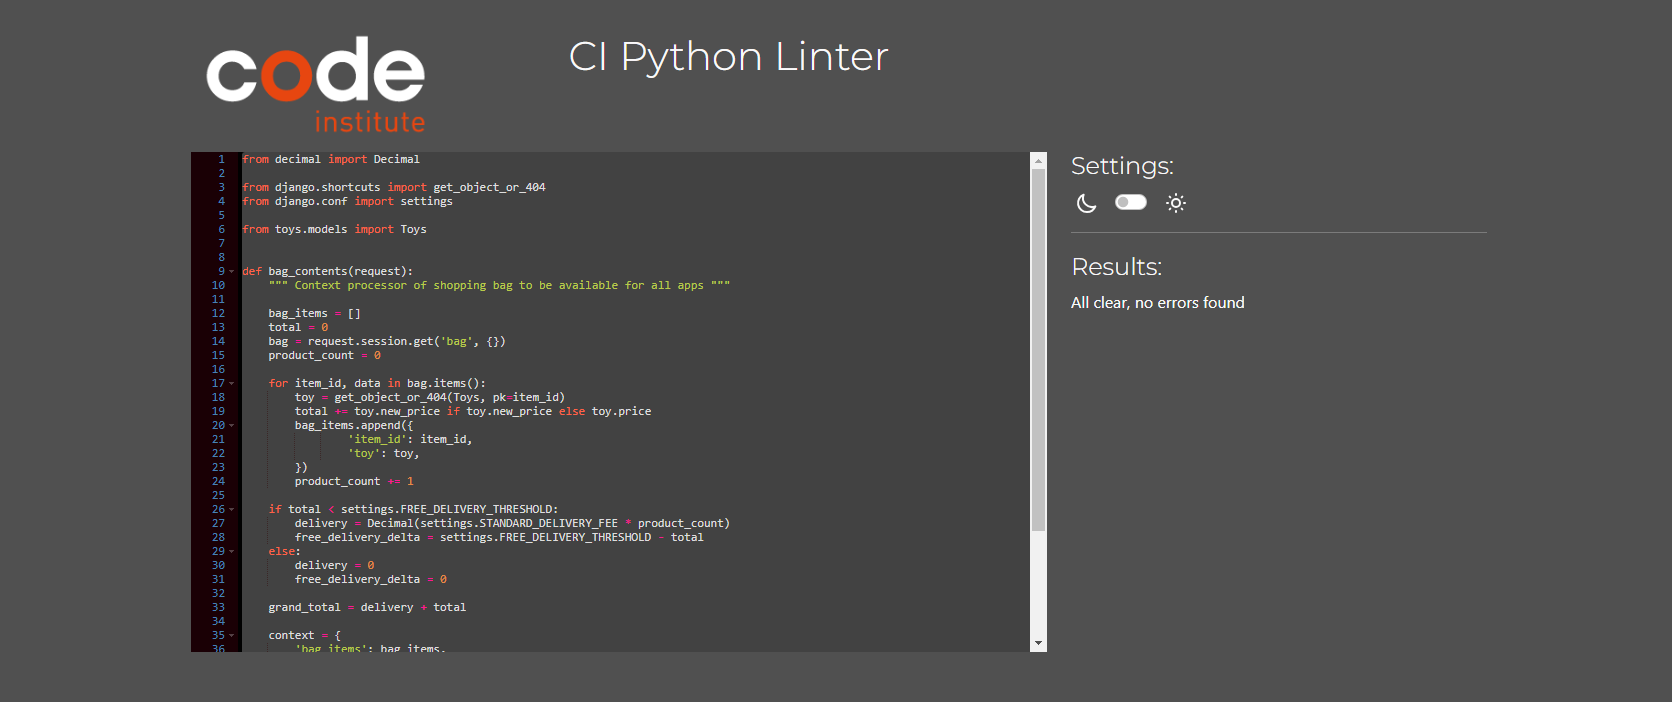 code
institute
CI Python Linter
1 from decimal import Decimal
2
3 from django.shortcuts import get_object_or_404
4 from django.conf import settings
5
6 from toys.models import Toys
7
8
9 def bag_contents(request):
10     """ Context processor of shopping bag to be available for all apps """
11
12     bag_items = []
13     total = 0
14     bag = request.session.get('bag', {})
15     product_count = 0
16
17     for item_id, data in bag.items():
18         toy = get_object_or_404(Toys, pk=item_id)
19         total += toy.new_price if toy.new_price else toy.price
20         bag_items.append({
21                 'item_id': item_id,
22                 'toy': toy,
23         })
24         product_count += 1
25
26     if total < settings.FREE_DELIVERY_THRESHOLD:
27         delivery = Decimal(settings.STANDARD_DELIVERY_FEE * product_count)
28         free_delivery_delta = settings.FREE_DELIVERY_THRESHOLD - total
29     else:
30         delivery = 0
31         free_delivery_delta = 0
32
33     grand_total = delivery + total
34
35     context = {
36         'bag_items': bag_items,
Settings:
Results:
All clear, no errors found